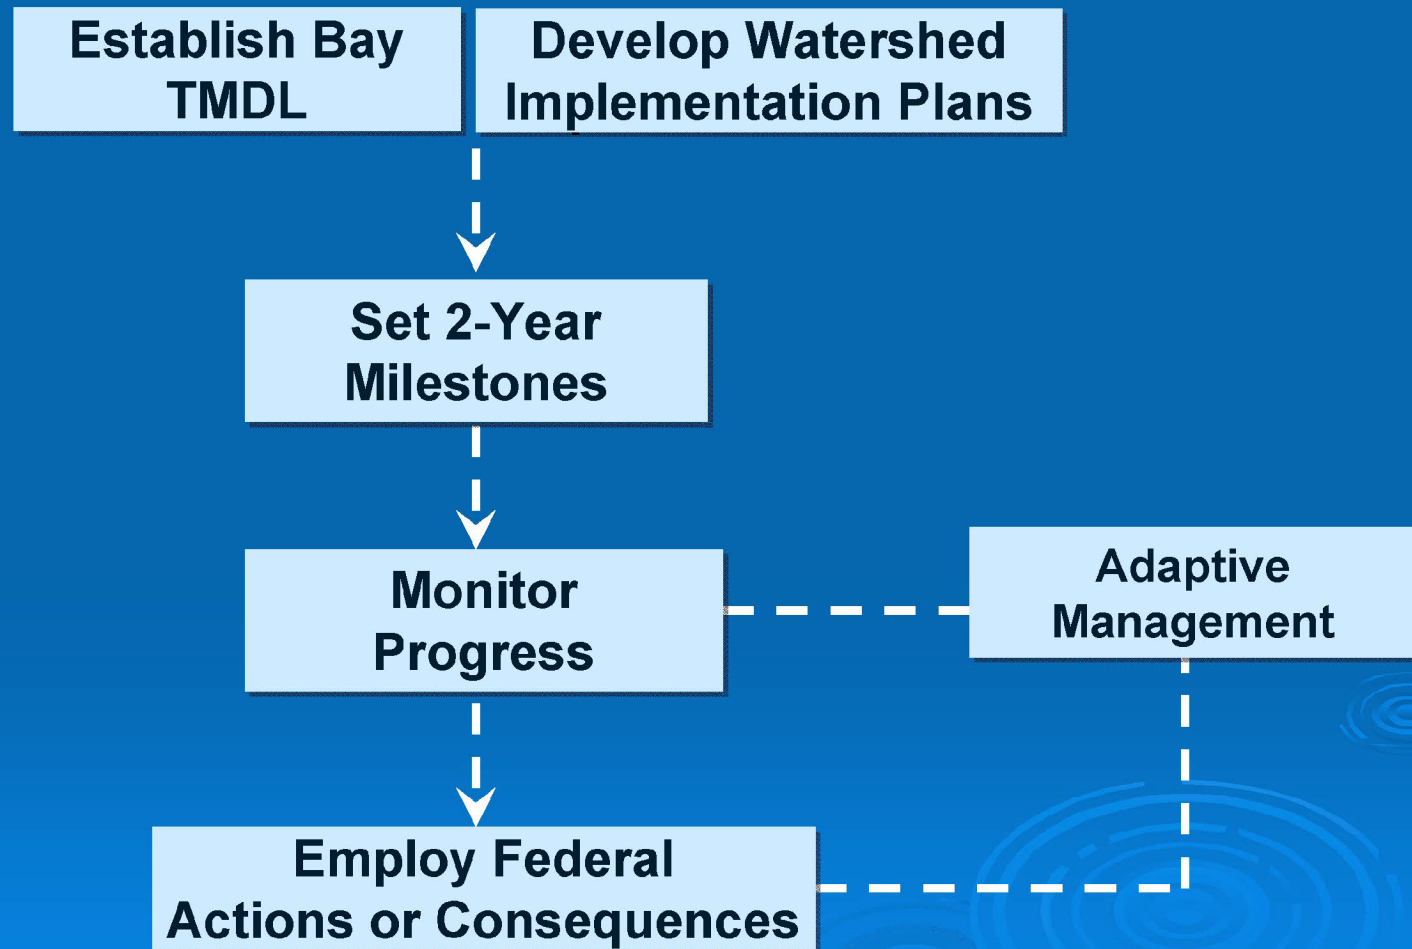 Establish Bay
TMDL
Develop Watershed
Implementation Plans
Set 2-Year
Milestones
Monitor
Progress
Adaptive
Management
Employ Federal
Actions or Consequences